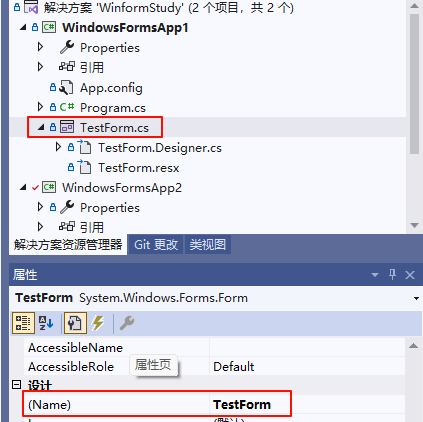 解决方案 'WinformStudy' (2 个项目，共 2 个)
C# WindowsFormsApp1
Properties
引用
App.config
C# Program.cs
TestForm.cs
TestForm.Designer.cs
TestForm.resx
C# WindowsFormsApp2
Properties
引用
解决方案资源管理器 Git 更改 类视图
属性
TestForm System.Windows.Forms.Form
AccessibleName
AccessibleRole Default
属性页
设计
(Name) TestForm